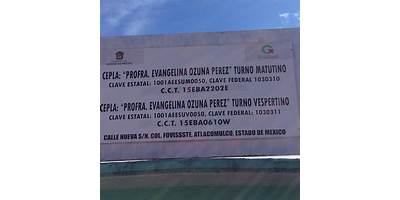 CEPLA: "PROFRA. EVANGELINA OZUNA PEREZ" TURNO MATUTINO
CLAVE ESTATAL: 1001AEESUM0050, CLAVE FEDERAL 1030310
C.C.T. 15EBA2202E
CEPLA: "PROFRA. EVANGELINA OZUNA PEREZ" TURNO VESPERTINO
CLAVE ESTATAL: 1001AEESUV0050, CLAVE FEDERAL: 1030311
C.C.T. 15EBA0610W
CALLE NUEVA S/N. COL. FOVISSSTE, ATLACOMULCO, ESTADO DE MEXICO